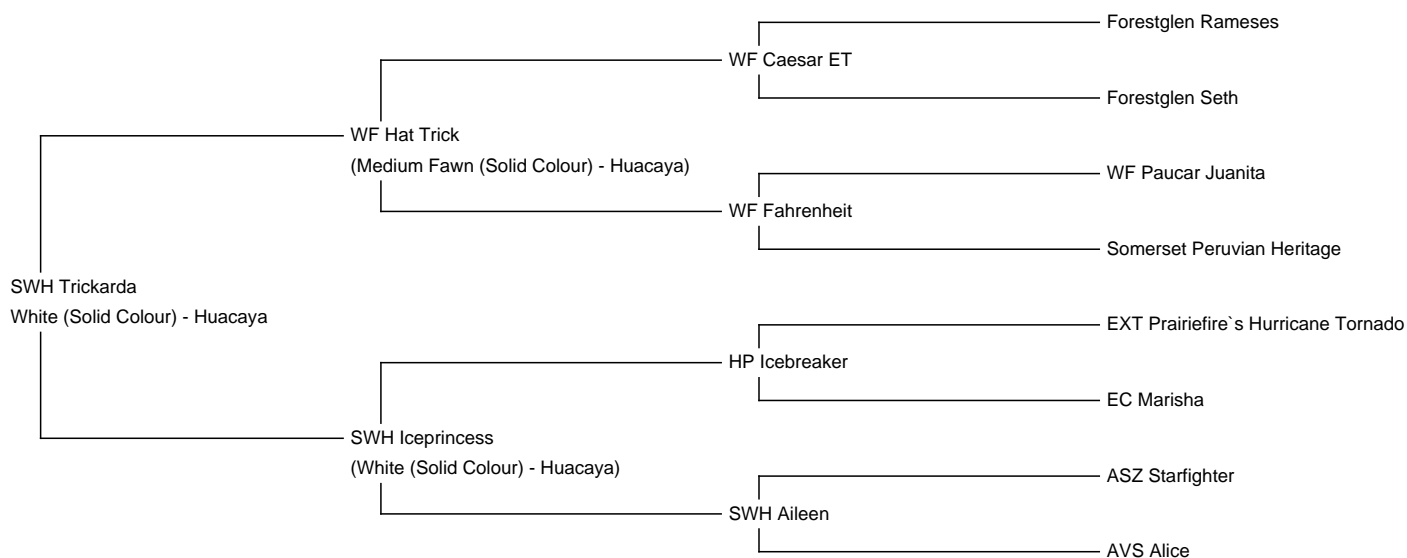 Forestglen Rameses
WF Caesar ET
Forestglen Seth
WF Hat Trick
(Medium Fawn (Solid Colour) - Huacaya)
WF Paucar Juanita
WF Fahrenheit
Somerset Peruvian Heritage
SWH Trickarda
White (Solid Colour) - Huacaya
EXT Prairiefire`s Hurricane Tornado
HP Icebreaker
EC Marisha
SWH Iceprincess
(White (Solid Colour) - Huacaya)
ASZ Starfighter
SWH Aileen
AVS Alice